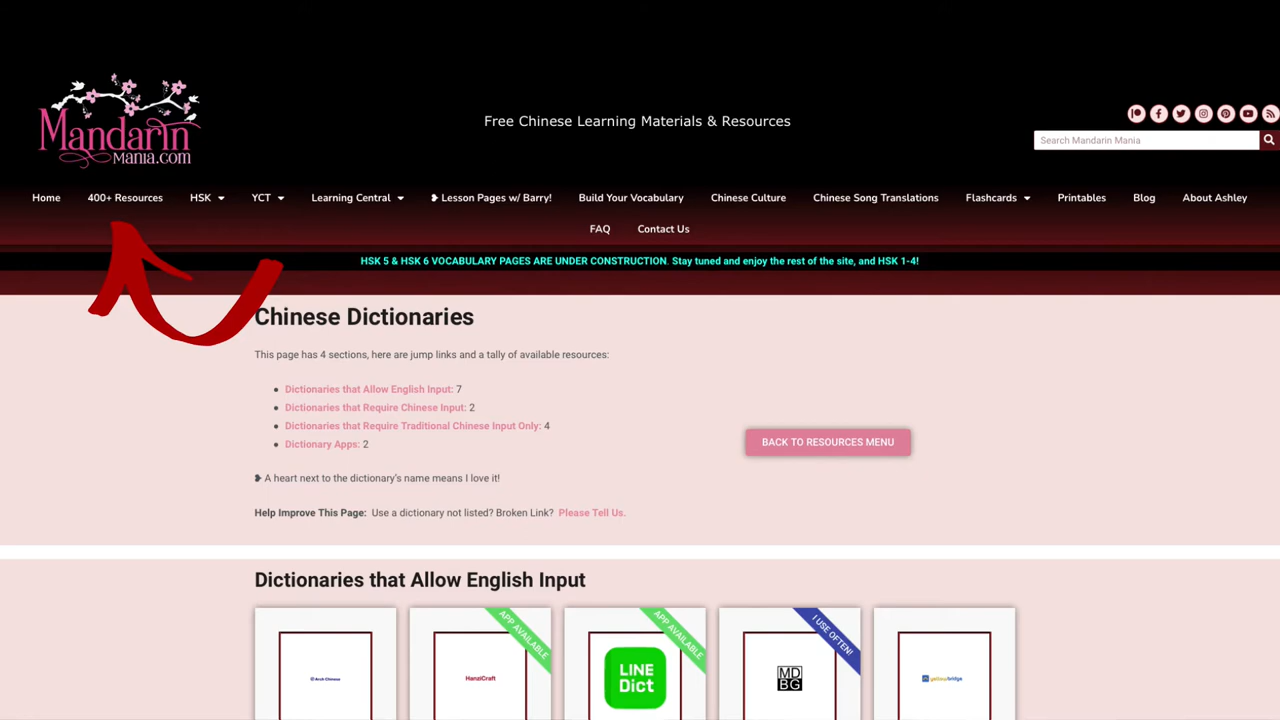 Mandarin
Mania.com
Free Chinese Learning Materials & Resources
Search Mandarin Mania
Home 400+ Resources HSK YCT Learning Central ❥ Lesson Pages w/ Barry! Build Your Vocabulary Chinese Culture Chinese Song Translations Flashcards Printables Blog About Ashley
FAQ Contact Us
HSK 5 & HSK 6 VOCABULARY PAGES ARE UNDER CONSTRUCTION. Stay tuned and enjoy the rest of the site, and HSK 1-4!
Chinese Dictionaries
This page has 4 sections, here are jump links and a tally of available resources:
Dictionaries that Allow English Input: 7
Dictionaries that Require Chinese Input: 2
Dictionaries that Require Traditional Chinese Input Only: 4
Dictionary Apps: 2
BACK TO RESOURCES MENU
❥ A heart next to the dictionary's name means I love it!
Help Improve This Page: Use a dictionary not listed? Broken Link? Please Tell Us.
Dictionaries that Allow English Input
APP AVAILABLE
APP AVAILABLE
I USE OFTEN!
Arch Chinese
HanziCraft
LINE
Dict
MD
BG
yellowbridge